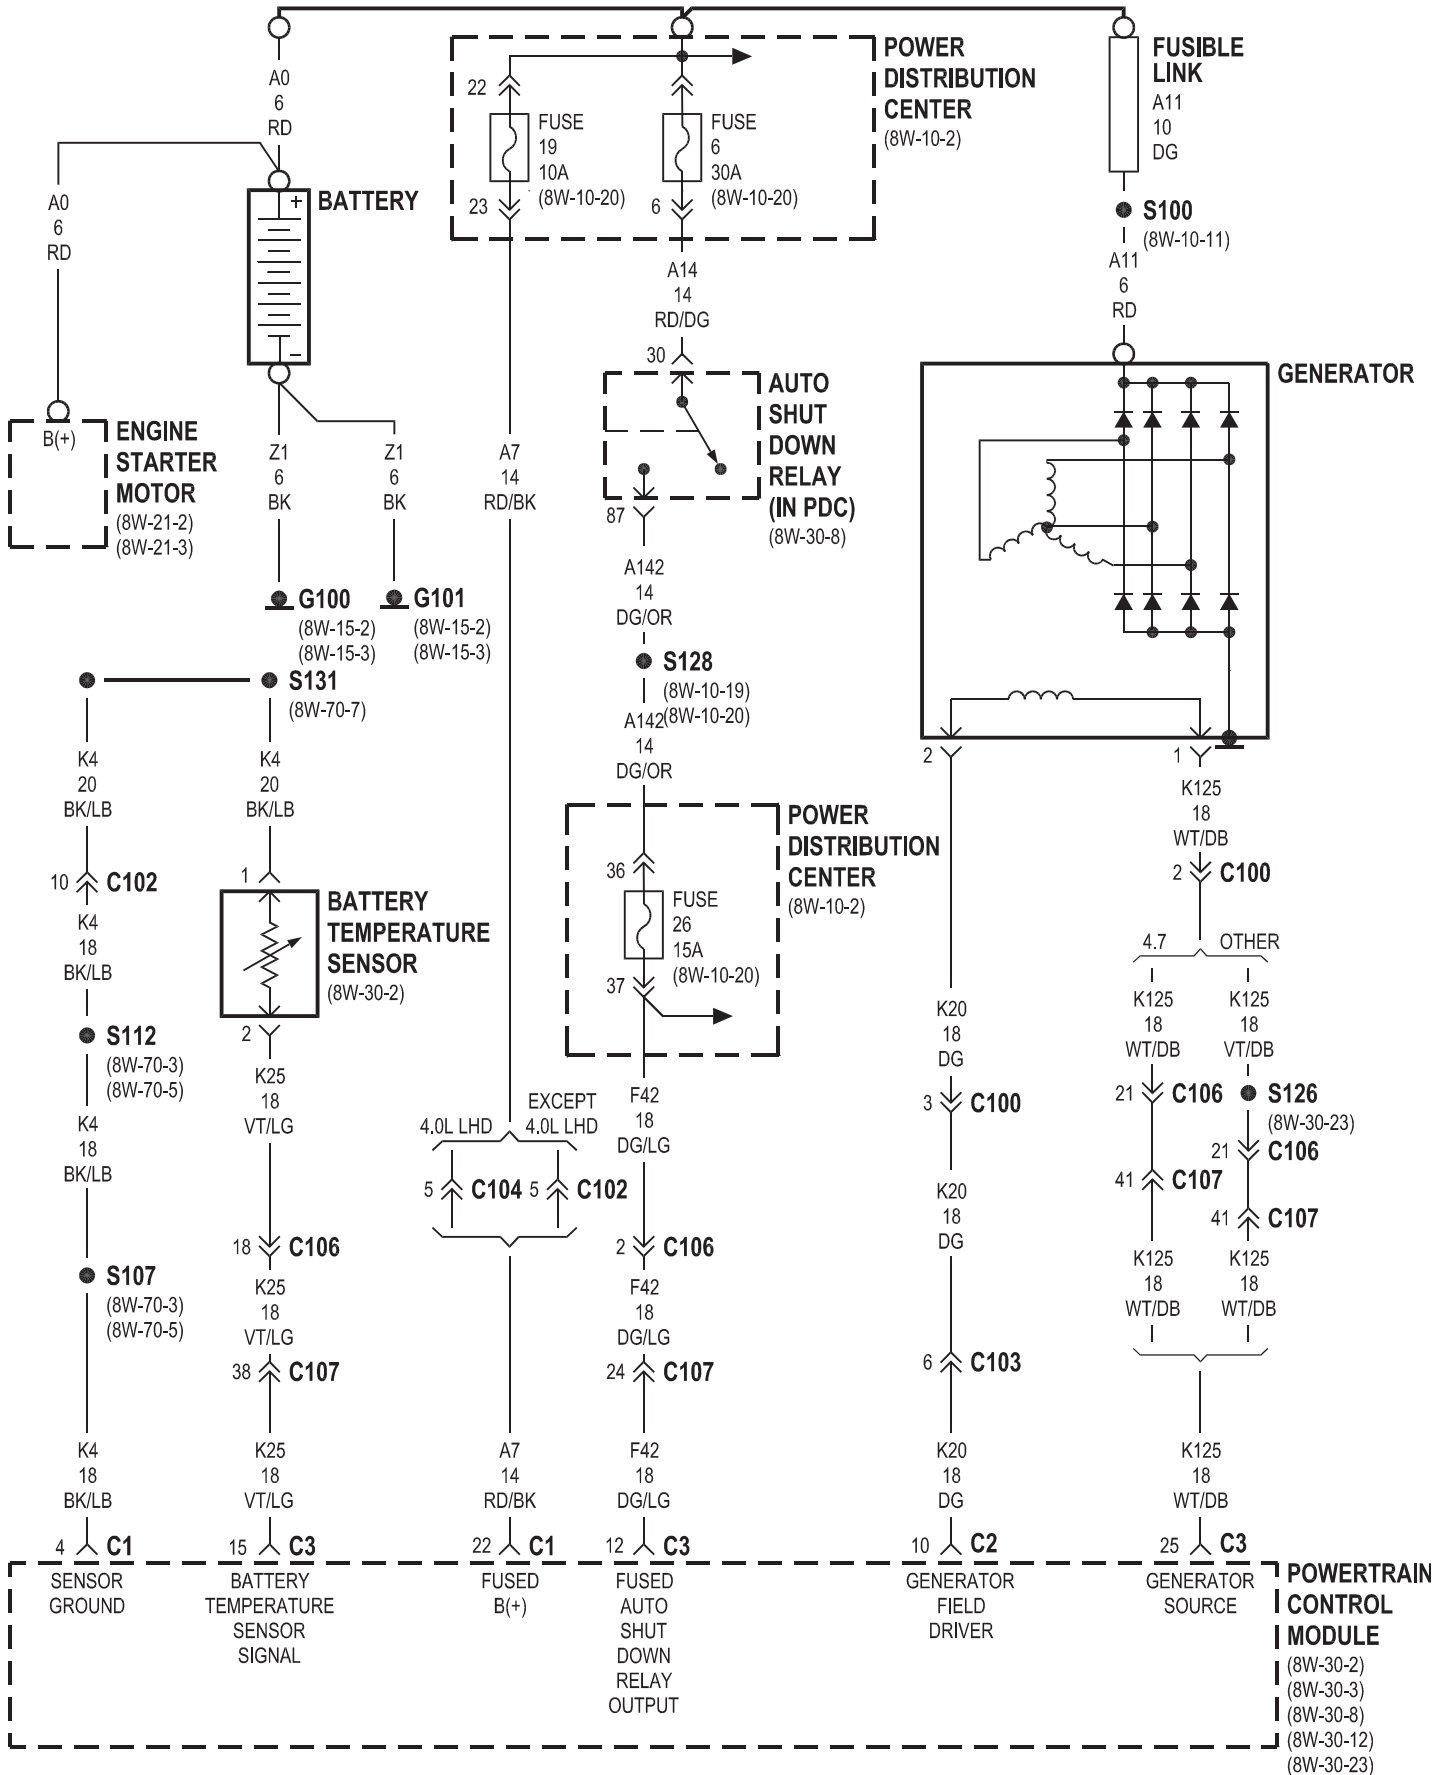 A0
6
RD
A0
6
RD
+
BATTERY
−
B(+)
ENGINE
STARTER
MOTOR
(8W-21-2)
(8W-21-3)
Z1
6
BK
Z1
6
BK
G100
(8W-15-2)
(8W-15-3)
G101
(8W-15-2)
(8W-15-3)
POWER
DISTRIBUTION
CENTER
(8W-10-2)
22
FUSE
19
10A
(8W-10-20)
23
FUSE
6
30A
(8W-10-20)
6
FUSIBLE
LINK
A11
10
DG
S100
(8W-10-11)
A11
6
RD
GENERATOR
A14
14
RD/DG
30
AUTO
SHUT
DOWN
RELAY
(IN PDC)
(8W-30-8)
87
A7
14
RD/BK
A142
14
DG/OR
S128
(8W-10-19)
(8W-10-20)
A142
14
DG/OR
S131
(8W-70-7)
K4
20
BK/LB
K4
20
BK/LB
10
C102
K4
18
BK/LB
S112
(8W-70-3)
(8W-70-5)
K4
18
BK/LB
S107
(8W-70-3)
(8W-70-5)
K4
18
BK/LB
4
C1
1
BATTERY
TEMPERATURE
SENSOR
(8W-30-2)
2
K25
18
VT/LG
18
C106
K25
18
VT/LG
38
C107
K25
18
VT/LG
15
C3
4.0L LHD
EXCEPT
4.0L LHD
5
C104
5
C102
A7
14
RD/BK
22
C1
POWER
DISTRIBUTION
CENTER
(8W-10-2)
36
FUSE
26
15A
(8W-10-20)
37
F42
18
DG/LG
2
C106
F42
18
DG/LG
24
C107
F42
18
DG/LG
12
C3
2
K20
18
DG
3
C100
K20
18
DG
6
C103
K20
18
DG
10
C2
1
K125
18
WT/DB
2
C100
4.7
OTHER
K125
18
WT/DB
K125
18
VT/DB
21
C106
S126
(8W-30-23)
21
C106
41
C107
41
C107
K125
18
WT/DB
K125
18
WT/DB
K125
18
WT/DB
25
C3
SENSOR
GROUND
BATTERY
TEMPERATURE
SENSOR
SIGNAL
FUSED
B(+)
FUSED
AUTO
SHUT
DOWN
RELAY
OUTPUT
GENERATOR
FIELD
DRIVER
GENERATOR
SOURCE
POWERTRAIN
CONTROL
MODULE
(8W-30-2)
(8W-30-3)
(8W-30-8)
(8W-30-12)
(8W-30-23)